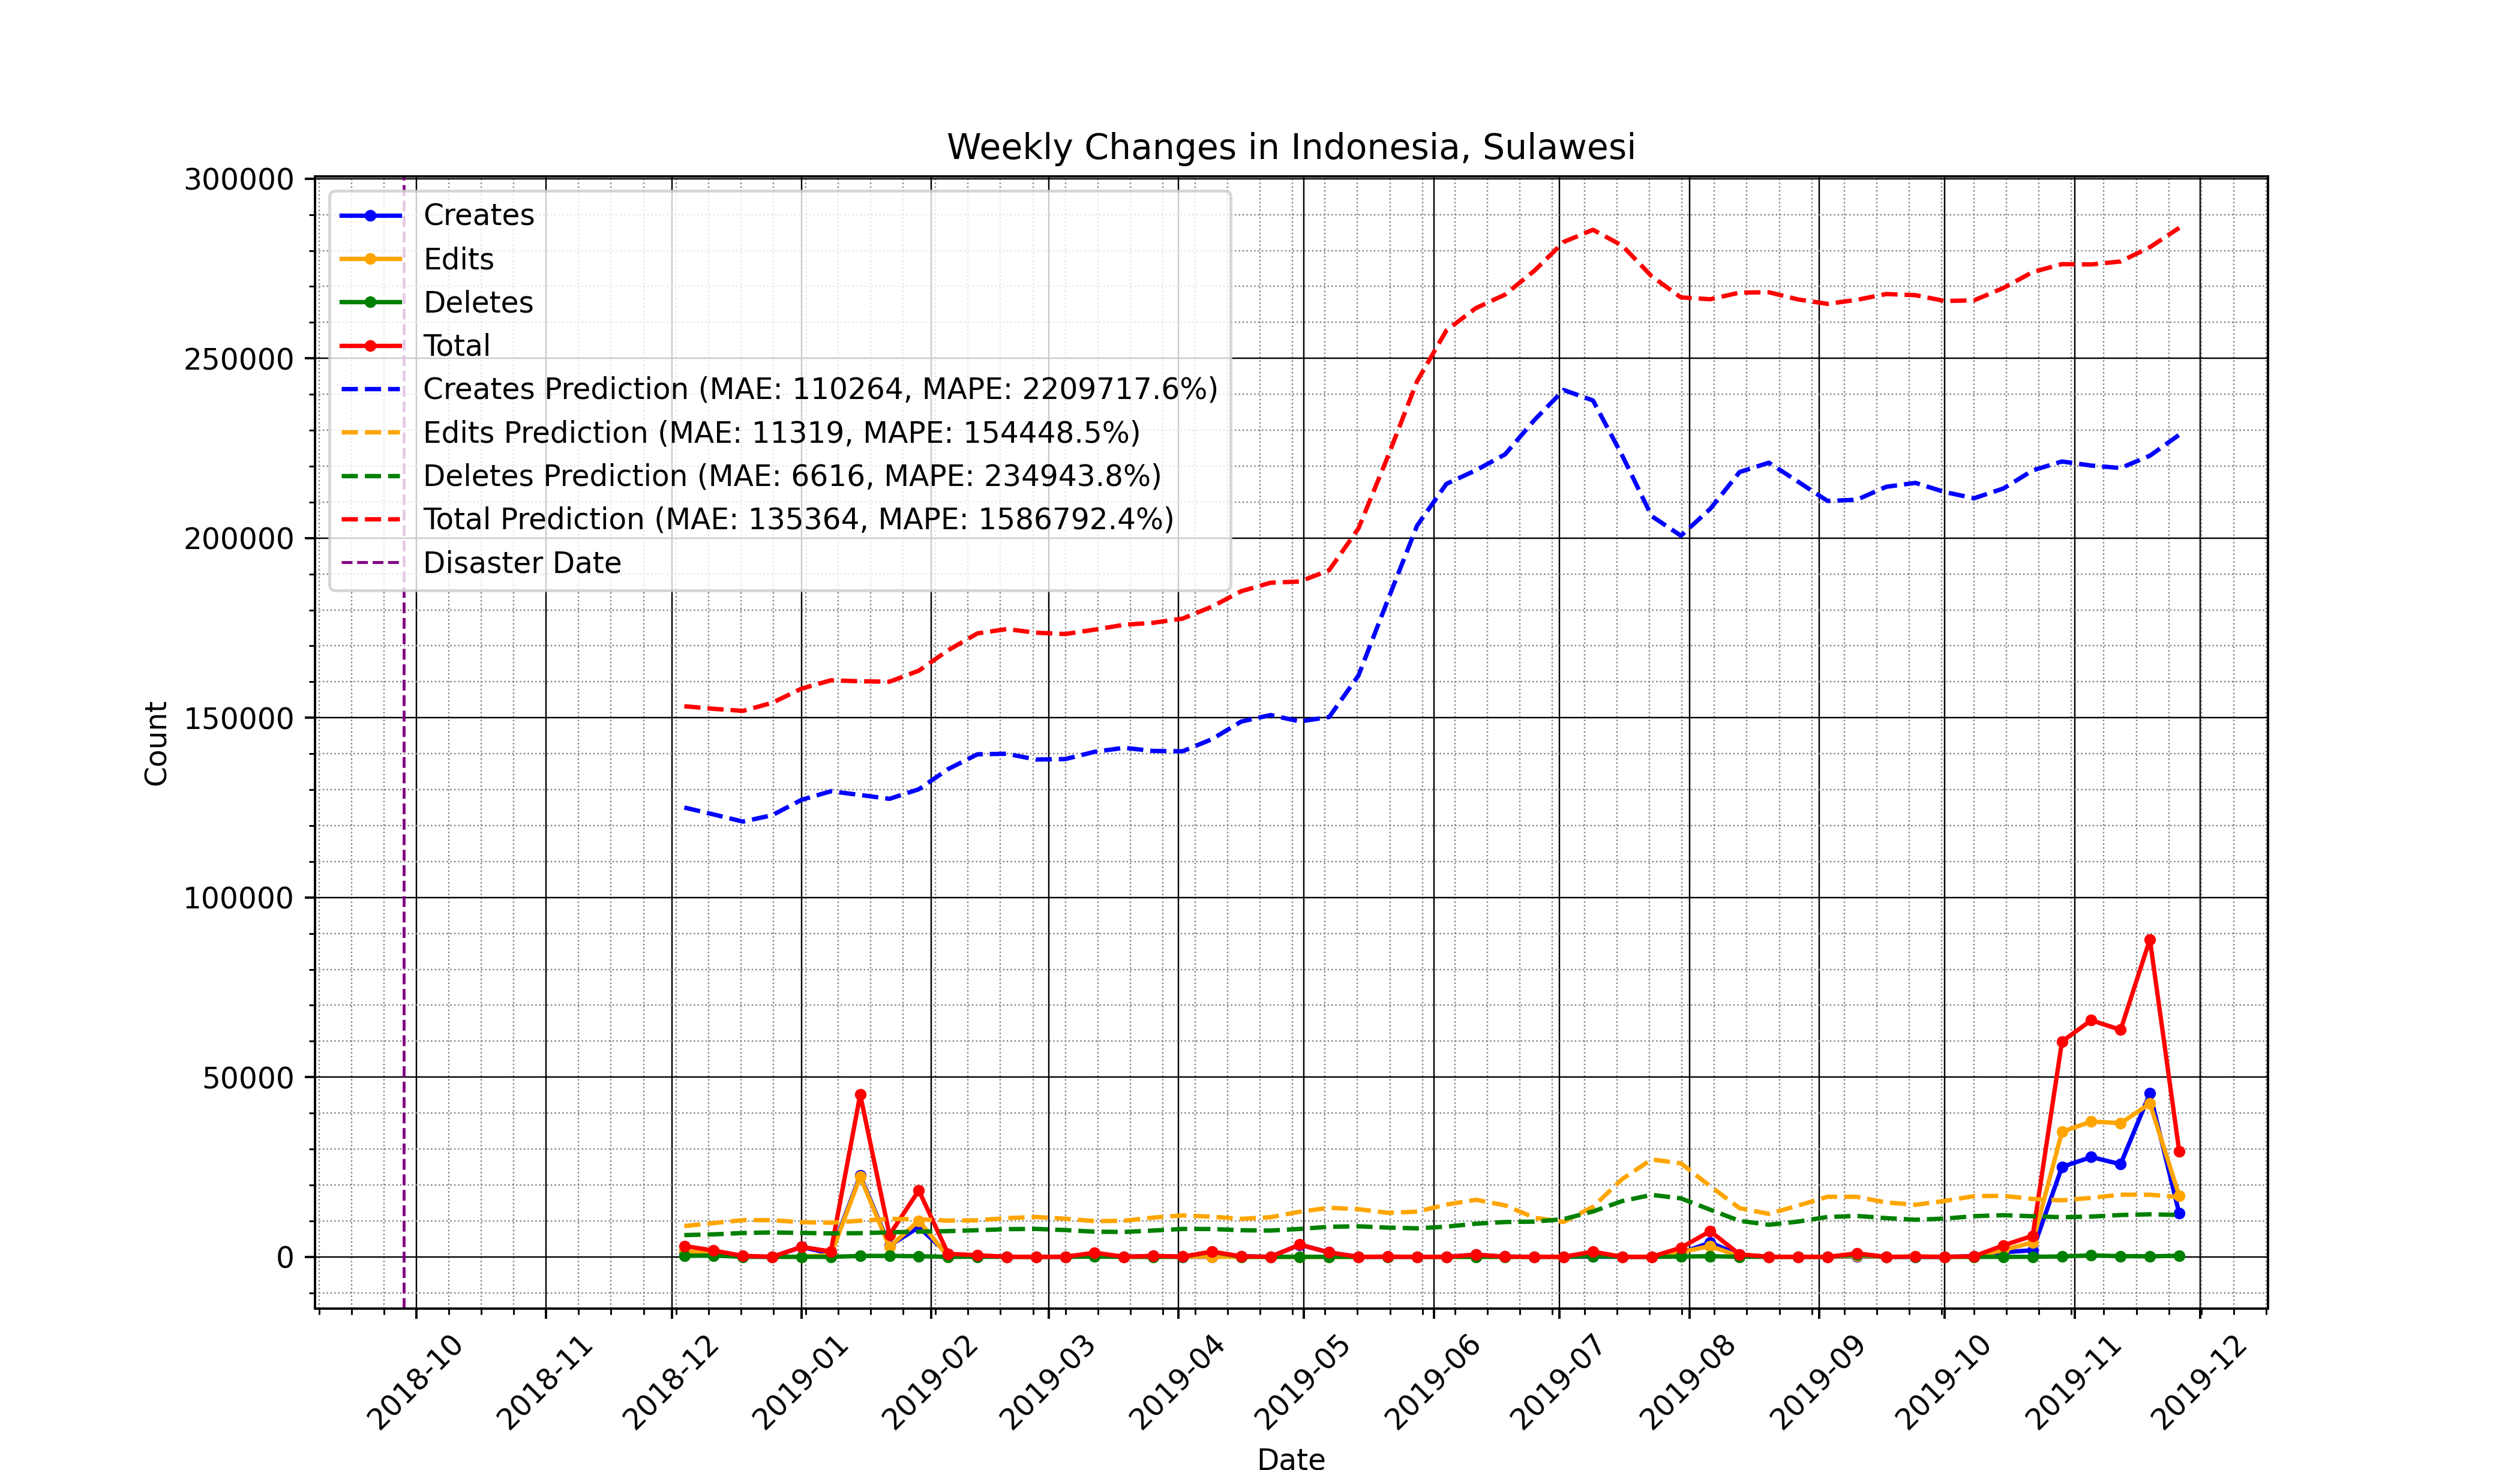 Weekly Changes in Indonesia, Sulawesi
300000
250000
200000
150000
100000
50000
0
Count
Creates
Edits
Deletes
Total
Creates Prediction (MAE: 110264, MAPE: 2209717.6%)
Edits Prediction (MAE: 11319, MAPE: 154448.5%)
Deletes Prediction (MAE: 6616, MAPE: 234943.8%)
Total Prediction (MAE: 135364, MAPE: 1586792.4%)
Disaster Date
2018-10
2018-11
2018-12
2019-01
2019-02
2019-03
2019-04
2019-05
2019-06
2019-07
2019-08
2019-09
2019-10
2019-11
2019-12
Date